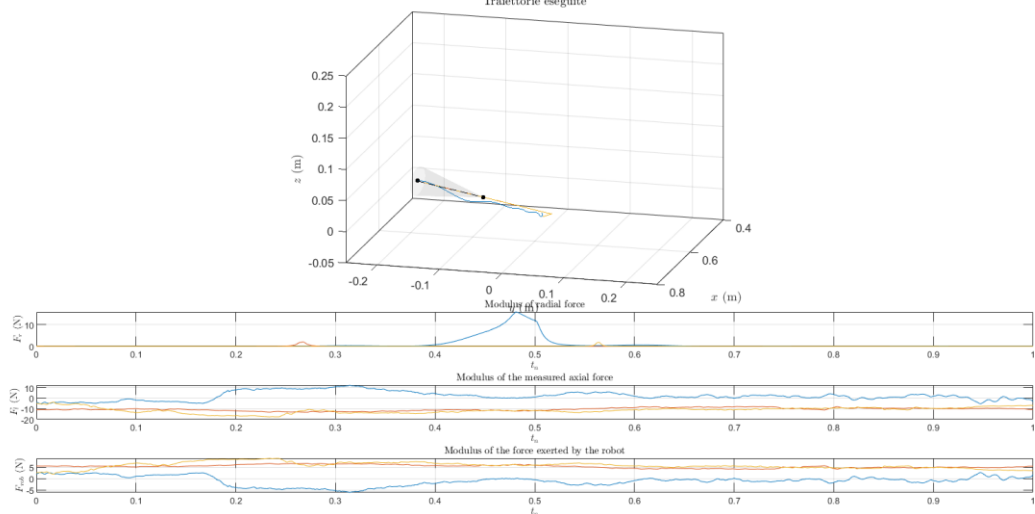 Traiettorie eseguite
0.25
0.2
0.15
0.1
0.05
0
-0.05
z (m)
-0.2
-0.1
0
0.1
0.2
0.4
0.6
0.8
x (m)
(m)
Modulus of radial force
F_r (N)
10
0
0 0.1 0.2 0.3 0.4 0.5 0.6 0.7 0.8 0.9 1
t_n
Modulus of the measured axial force
(N)
10
0
-10
-20
0 0.1 0.2 0.3 0.4 0.5 0.6 0.7 0.8 0.9 1
t_n
Modulus of the force exerted by the robot
F_rob (N)
5
0
-5
0 0.1 0.2 0.3 0.4 0.5 0.6 0.7 0.8 0.9 1